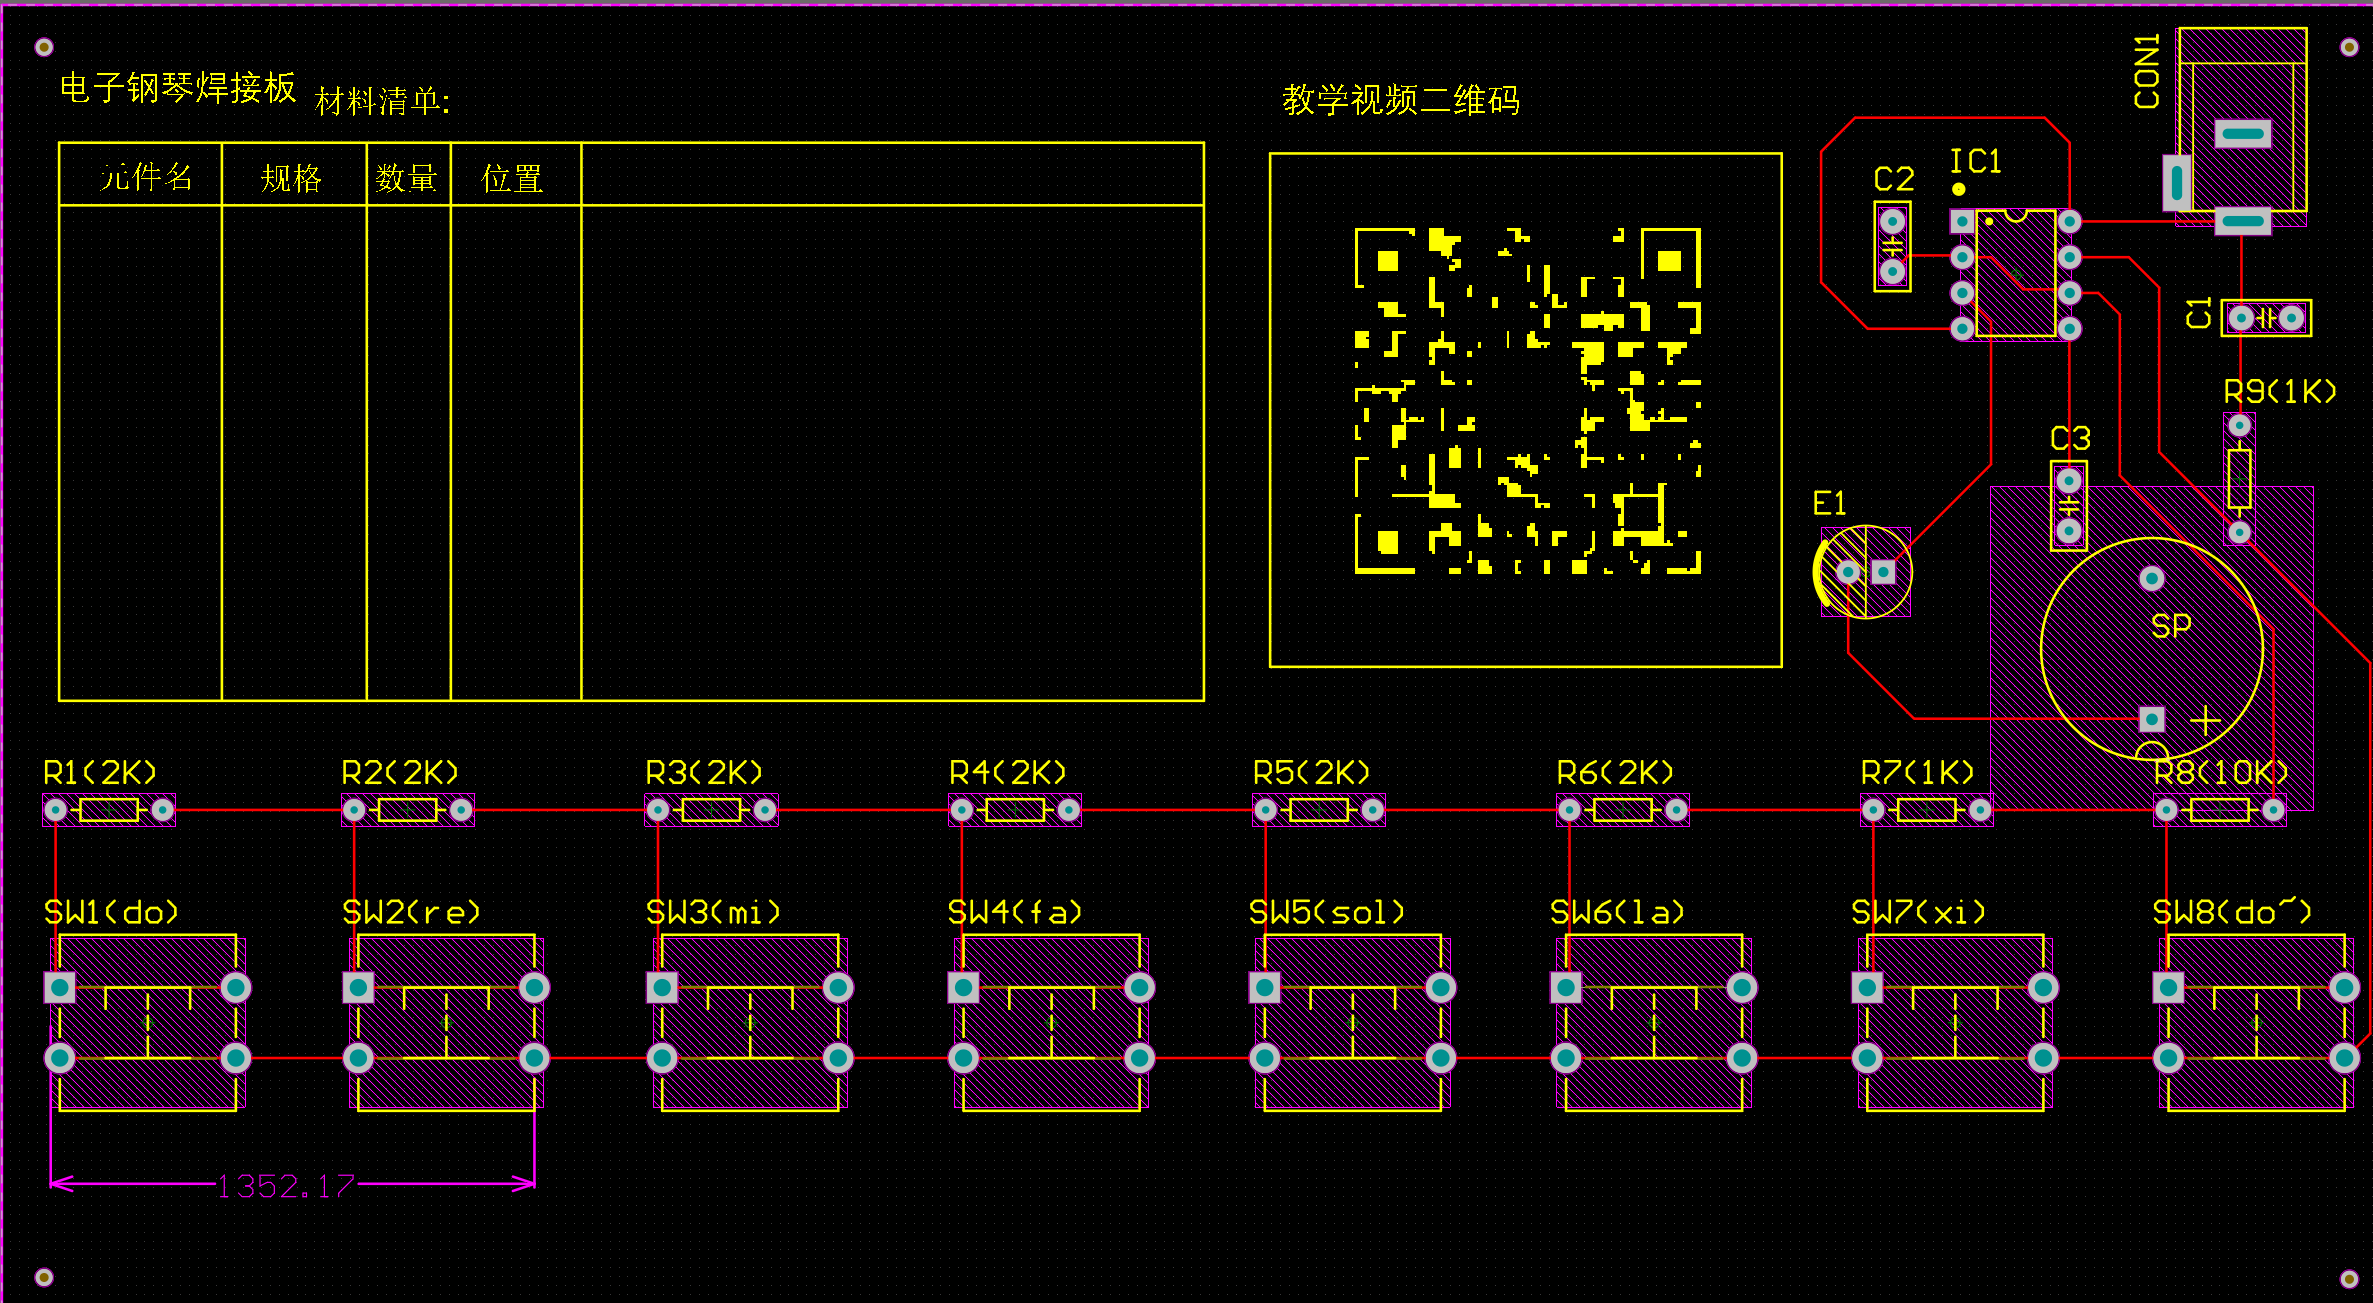 电子钢琴焊接板 材料清单:
教学视频二维码
元件名 规格 数量 位置
CON1
IC1
C2
C1
R9(1K)
C3
E1
SP
+
R1(2K) R2(2K) R3(2K) R4(2K) R5(2K) R6(2K) R7(1K) R8(10K)
SW1(do) SW2(re) SW3(mi) SW4(fa) SW5(sol) SW6(la) SW7(xi) SW8(do~)
1352.17